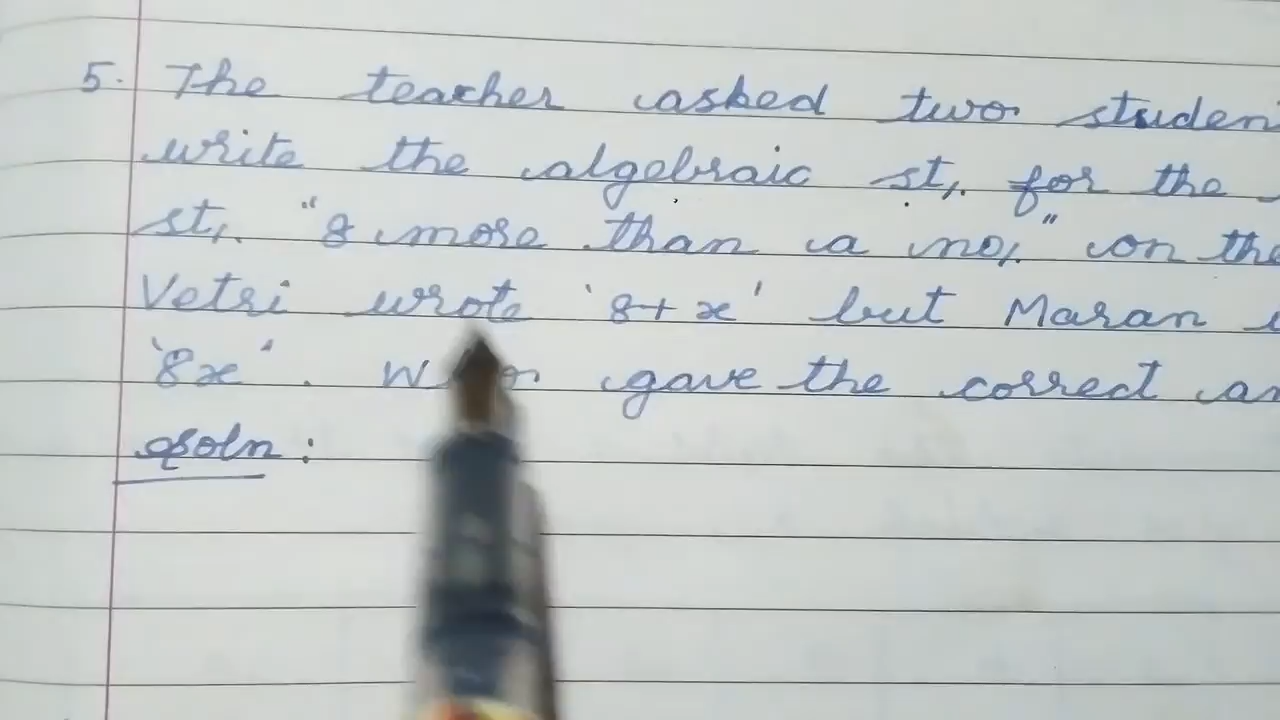 5. The teacher asked two studen
write the algebraic st,. for the
st,. "8 more than a no,." on the
Vetri wrote '8+x' but Maran
'8x'. gave the correct an
soln :